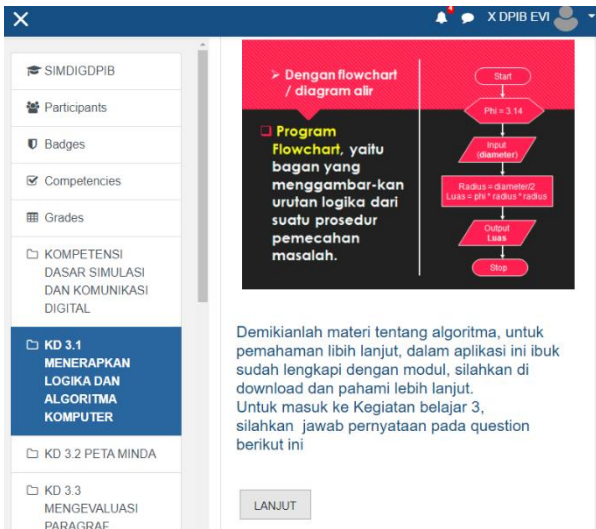 X DPIB EVI
SIMDIGDPIB
Participants
Badges
Competencies
Grades
KOMPETENSI
DASAR SIMULASI
DAN KOMUNIKASI
DIGITAL
KD 3.1
MENERAPKAN
LOGIKA DAN
ALGORITMA
KOMPUTER
KD 3.2 PETA MINDA
KD 3.3
MENGEVALUASI
PARAGRAF
Dengan flowchart
/ diagram alir
Program
Flowchart, yaitu
bagan yang
menggambar-kan
urutan logika dari
suatu prosedur
pemecahan
masalah.
Start
Phi = 3.14
Input
(diameter)
Radius = diameter/2
Luas = phi * radius * radius
Output
Luas
Stop
Demikianlah materi tentang algoritma, untuk
pemahaman libih lanjut, dalam aplikasi ini ibuk
sudah lengkapi dengan modul, silahkan di
download dan pahami lebih lanjut.
Untuk masuk ke Kegiatan belajar 3,
silahkan jawab pernyataan pada question
berikut ini
LANJUT